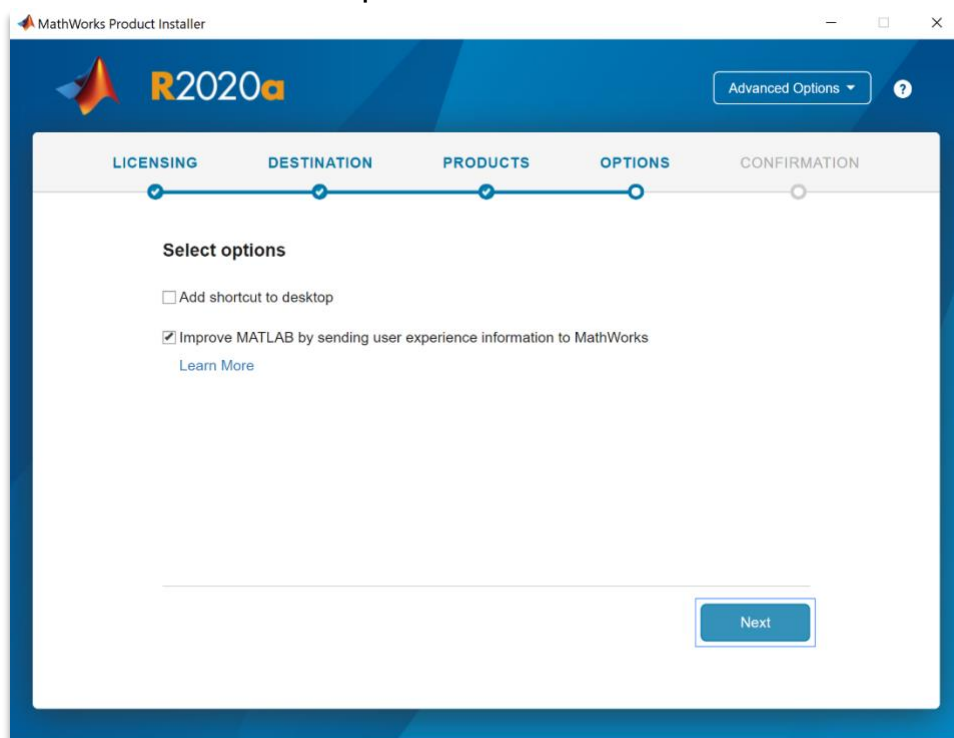 MathWorks Product Installer
R2020a
Advanced Options
?
LICENSING DESTINATION PRODUCTS OPTIONS CONFIRMATION
Select options
Add shortcut to desktop
Improve MATLAB by sending user experience information to MathWorks
Learn More
Next